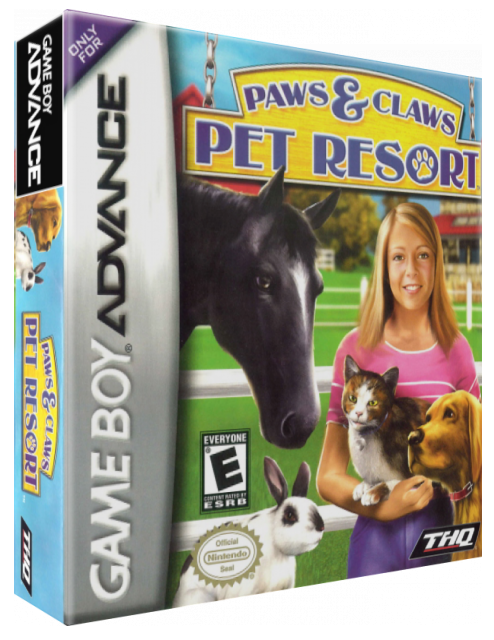 GAME BOY
ADVANCE
PAWS & CLAWS
PET RESORT
THQ
ONLY
FOR
GAME BOY ADVANCE
PAWS & CLAWS
PET RESORT
EVERYONE
E
CONTENT RATED BY
ESRB
Official
Nintendo
Seal
THQ